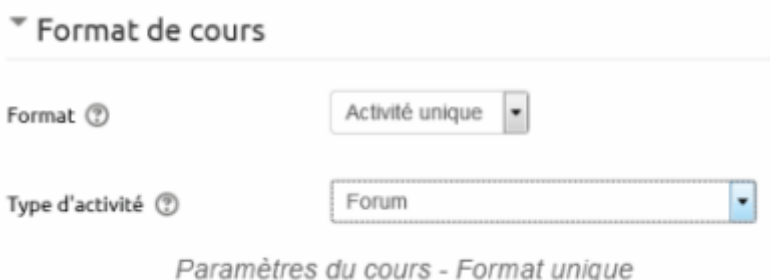 Format de cours
Format
Activité unique
Type d'activité
Forum
Paramètres du cours - Format unique